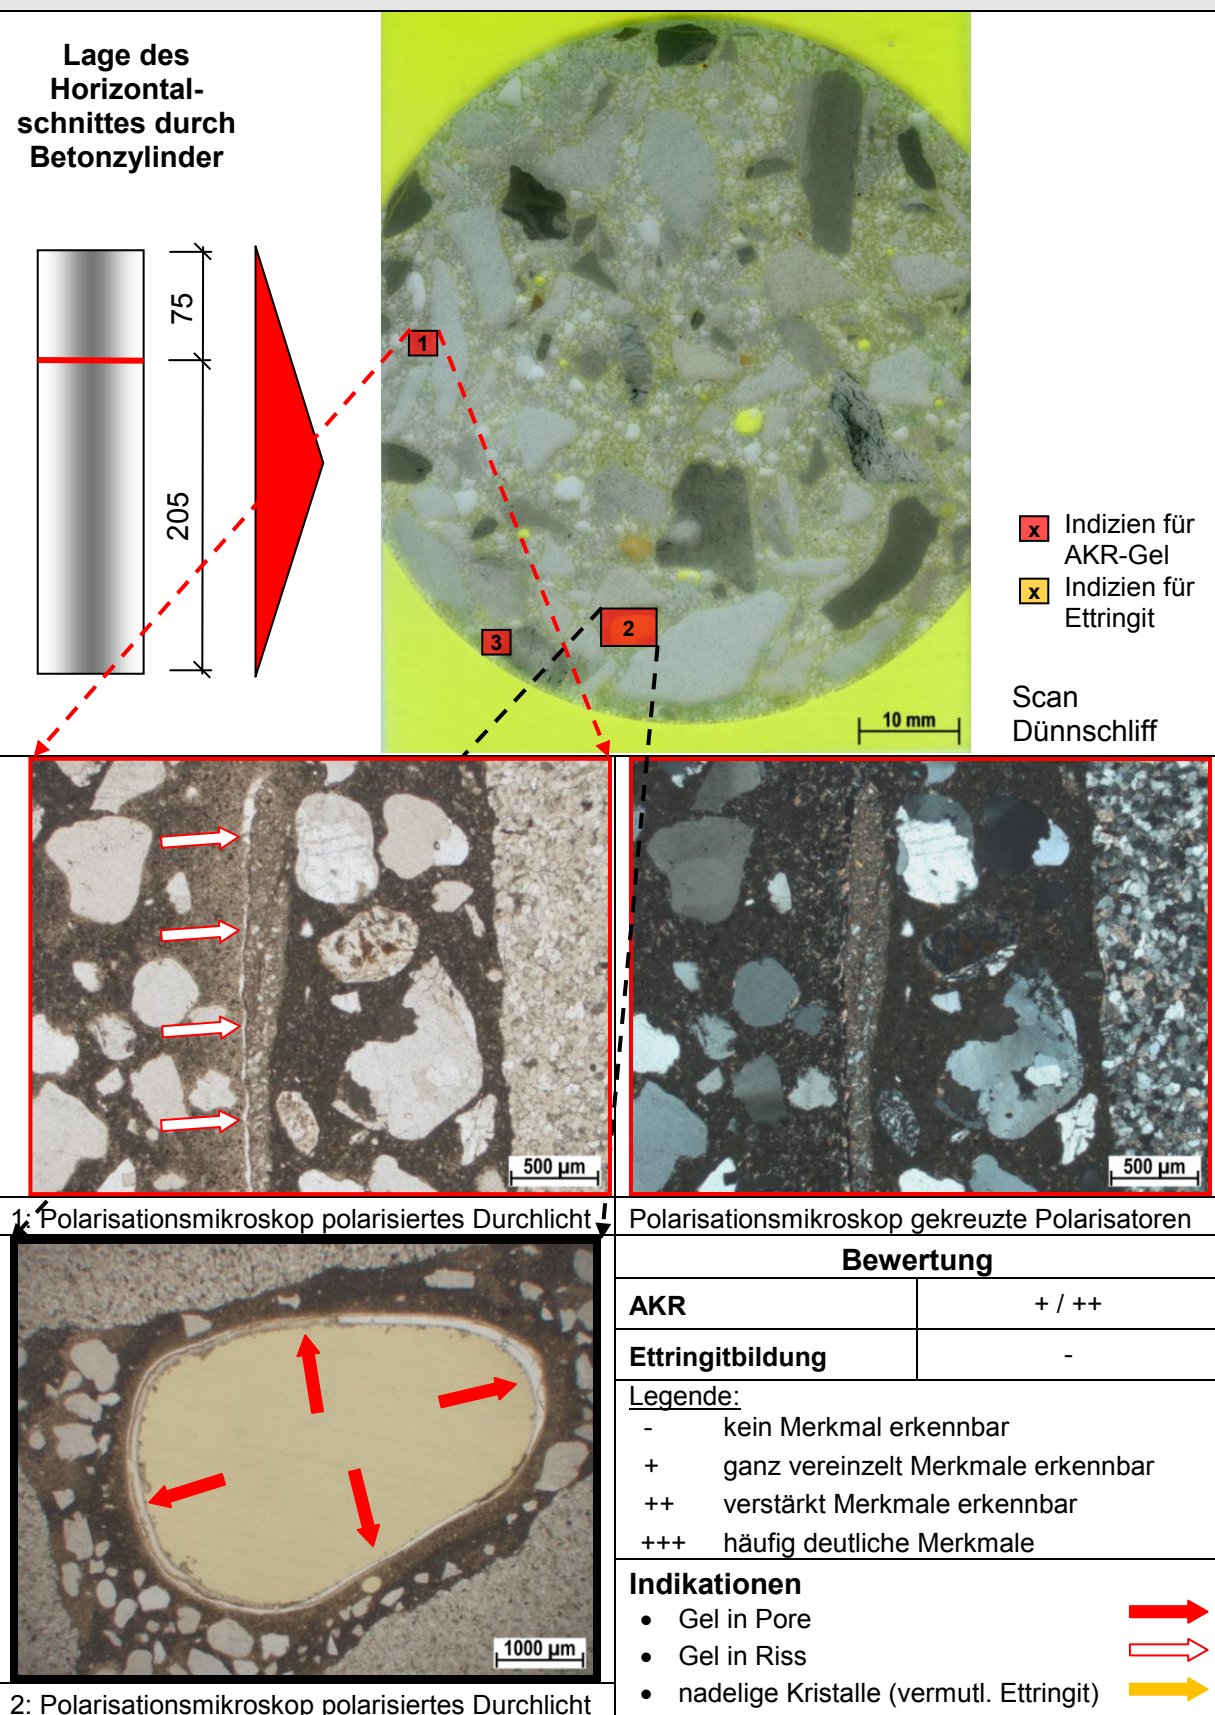 Lage des
Horizontal-
schnittes durch
Betonzylinder
75
205
1
2
3
10 mm
x Indizien für
AKR-Gel
x Indizien für
Ettringit
Scan
Dünnschliff
500 µm
500 µm
1: Polarisationsmikroskop polarisiertes Durchlicht
Polarisationsmikroskop gekreuzte Polarisatoren
1000 µm
2: Polarisationsmikroskop polarisiertes Durchlicht
Bewertung
AKR + / ++
Ettringitbildung -
Legende:
- kein Merkmal erkennbar
+ ganz vereinzelt Merkmale erkennbar
++ verstärkt Merkmale erkennbar
+++ häufig deutliche Merkmale
Indikationen
• Gel in Pore
• Gel in Riss
• nadelige Kristalle (vermutl. Ettringit)